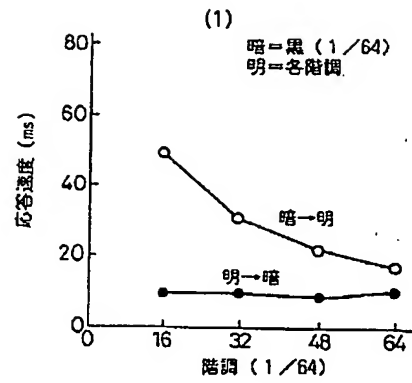 (1)
暗=黒 (1/64)
明=各階調
80
60
40
20
0
応答速度 (ms)
暗→明
明→暗
0 16 32 48 64
階調 (1/64)